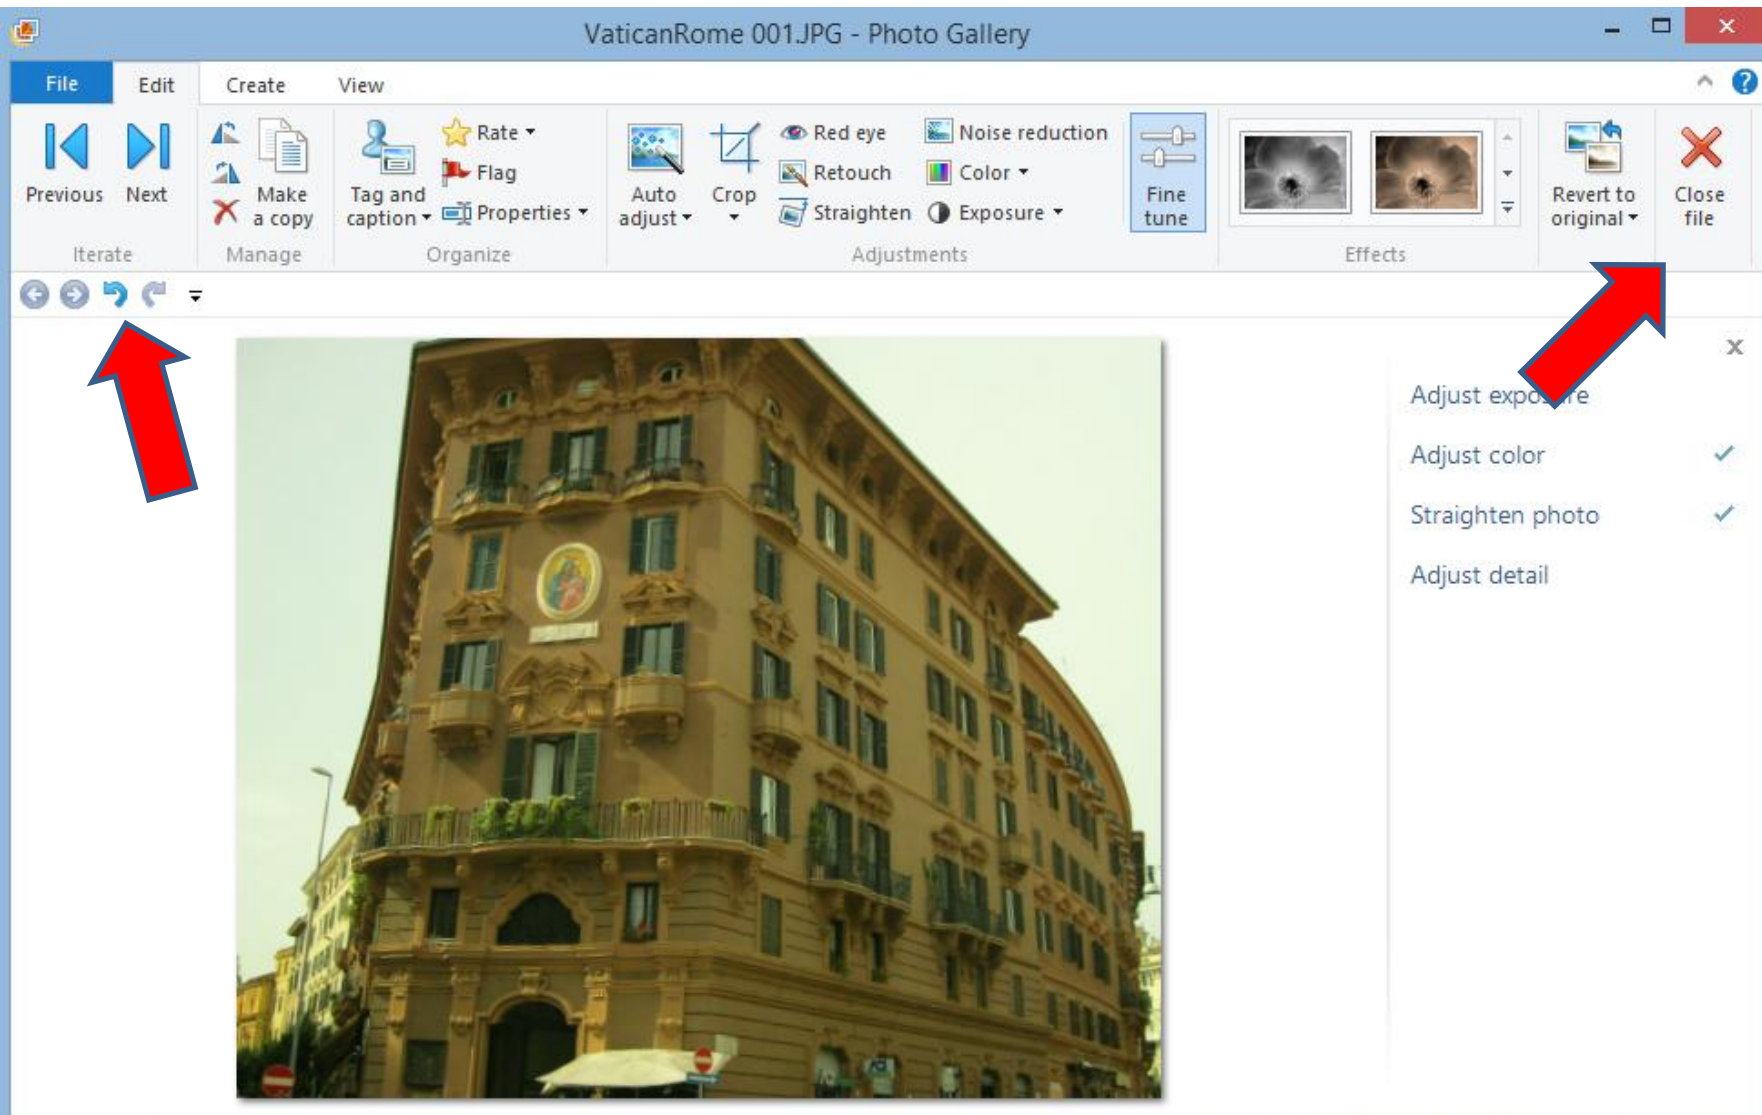 VaticanRome 001.JPG - Photo Gallery
File Edit Create View
Previous
Next
Make
a copy
Tag and
caption
Rate
Flag
Properties
Auto
adjust
Crop
Red eye
Retouch
Straighten
Noise reduction
Color
Exposure
Fine
tune
Revert to
original
Close
file
Iterate Manage Organize Adjustments Effects
Adjust exposure
Adjust color
Straighten photo
Adjust detail